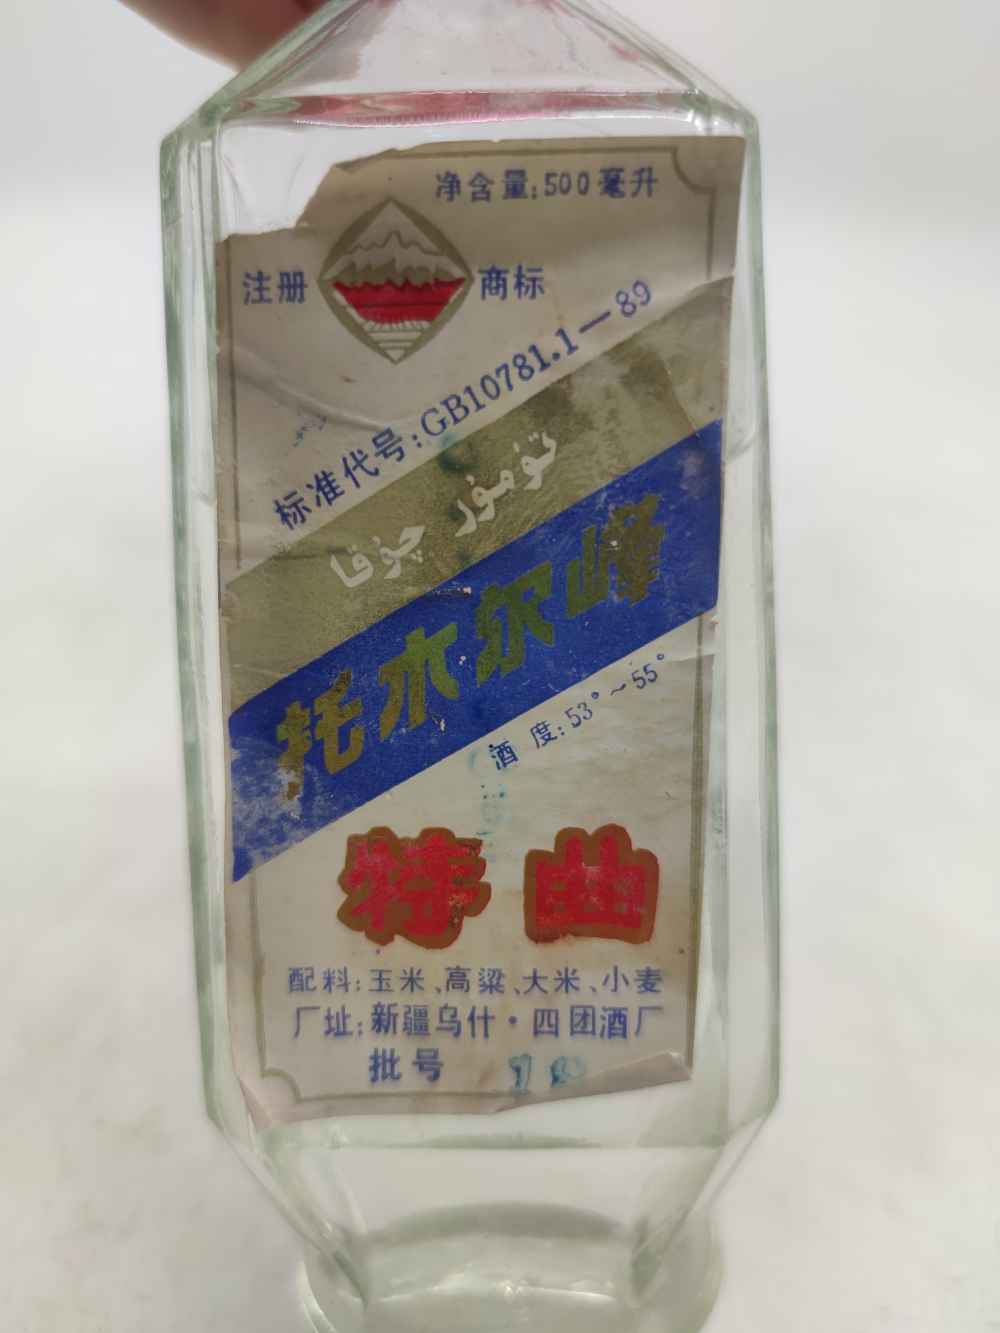 净含量:500毫升
注册 商标
标准代号:GB10781.1—89
تۆمۈر چوققا
托木尔峰
酒度:53°~55°
特曲
配料:玉米、高粱、大米、小麦
厂址:新疆乌什·四团酒厂
批号